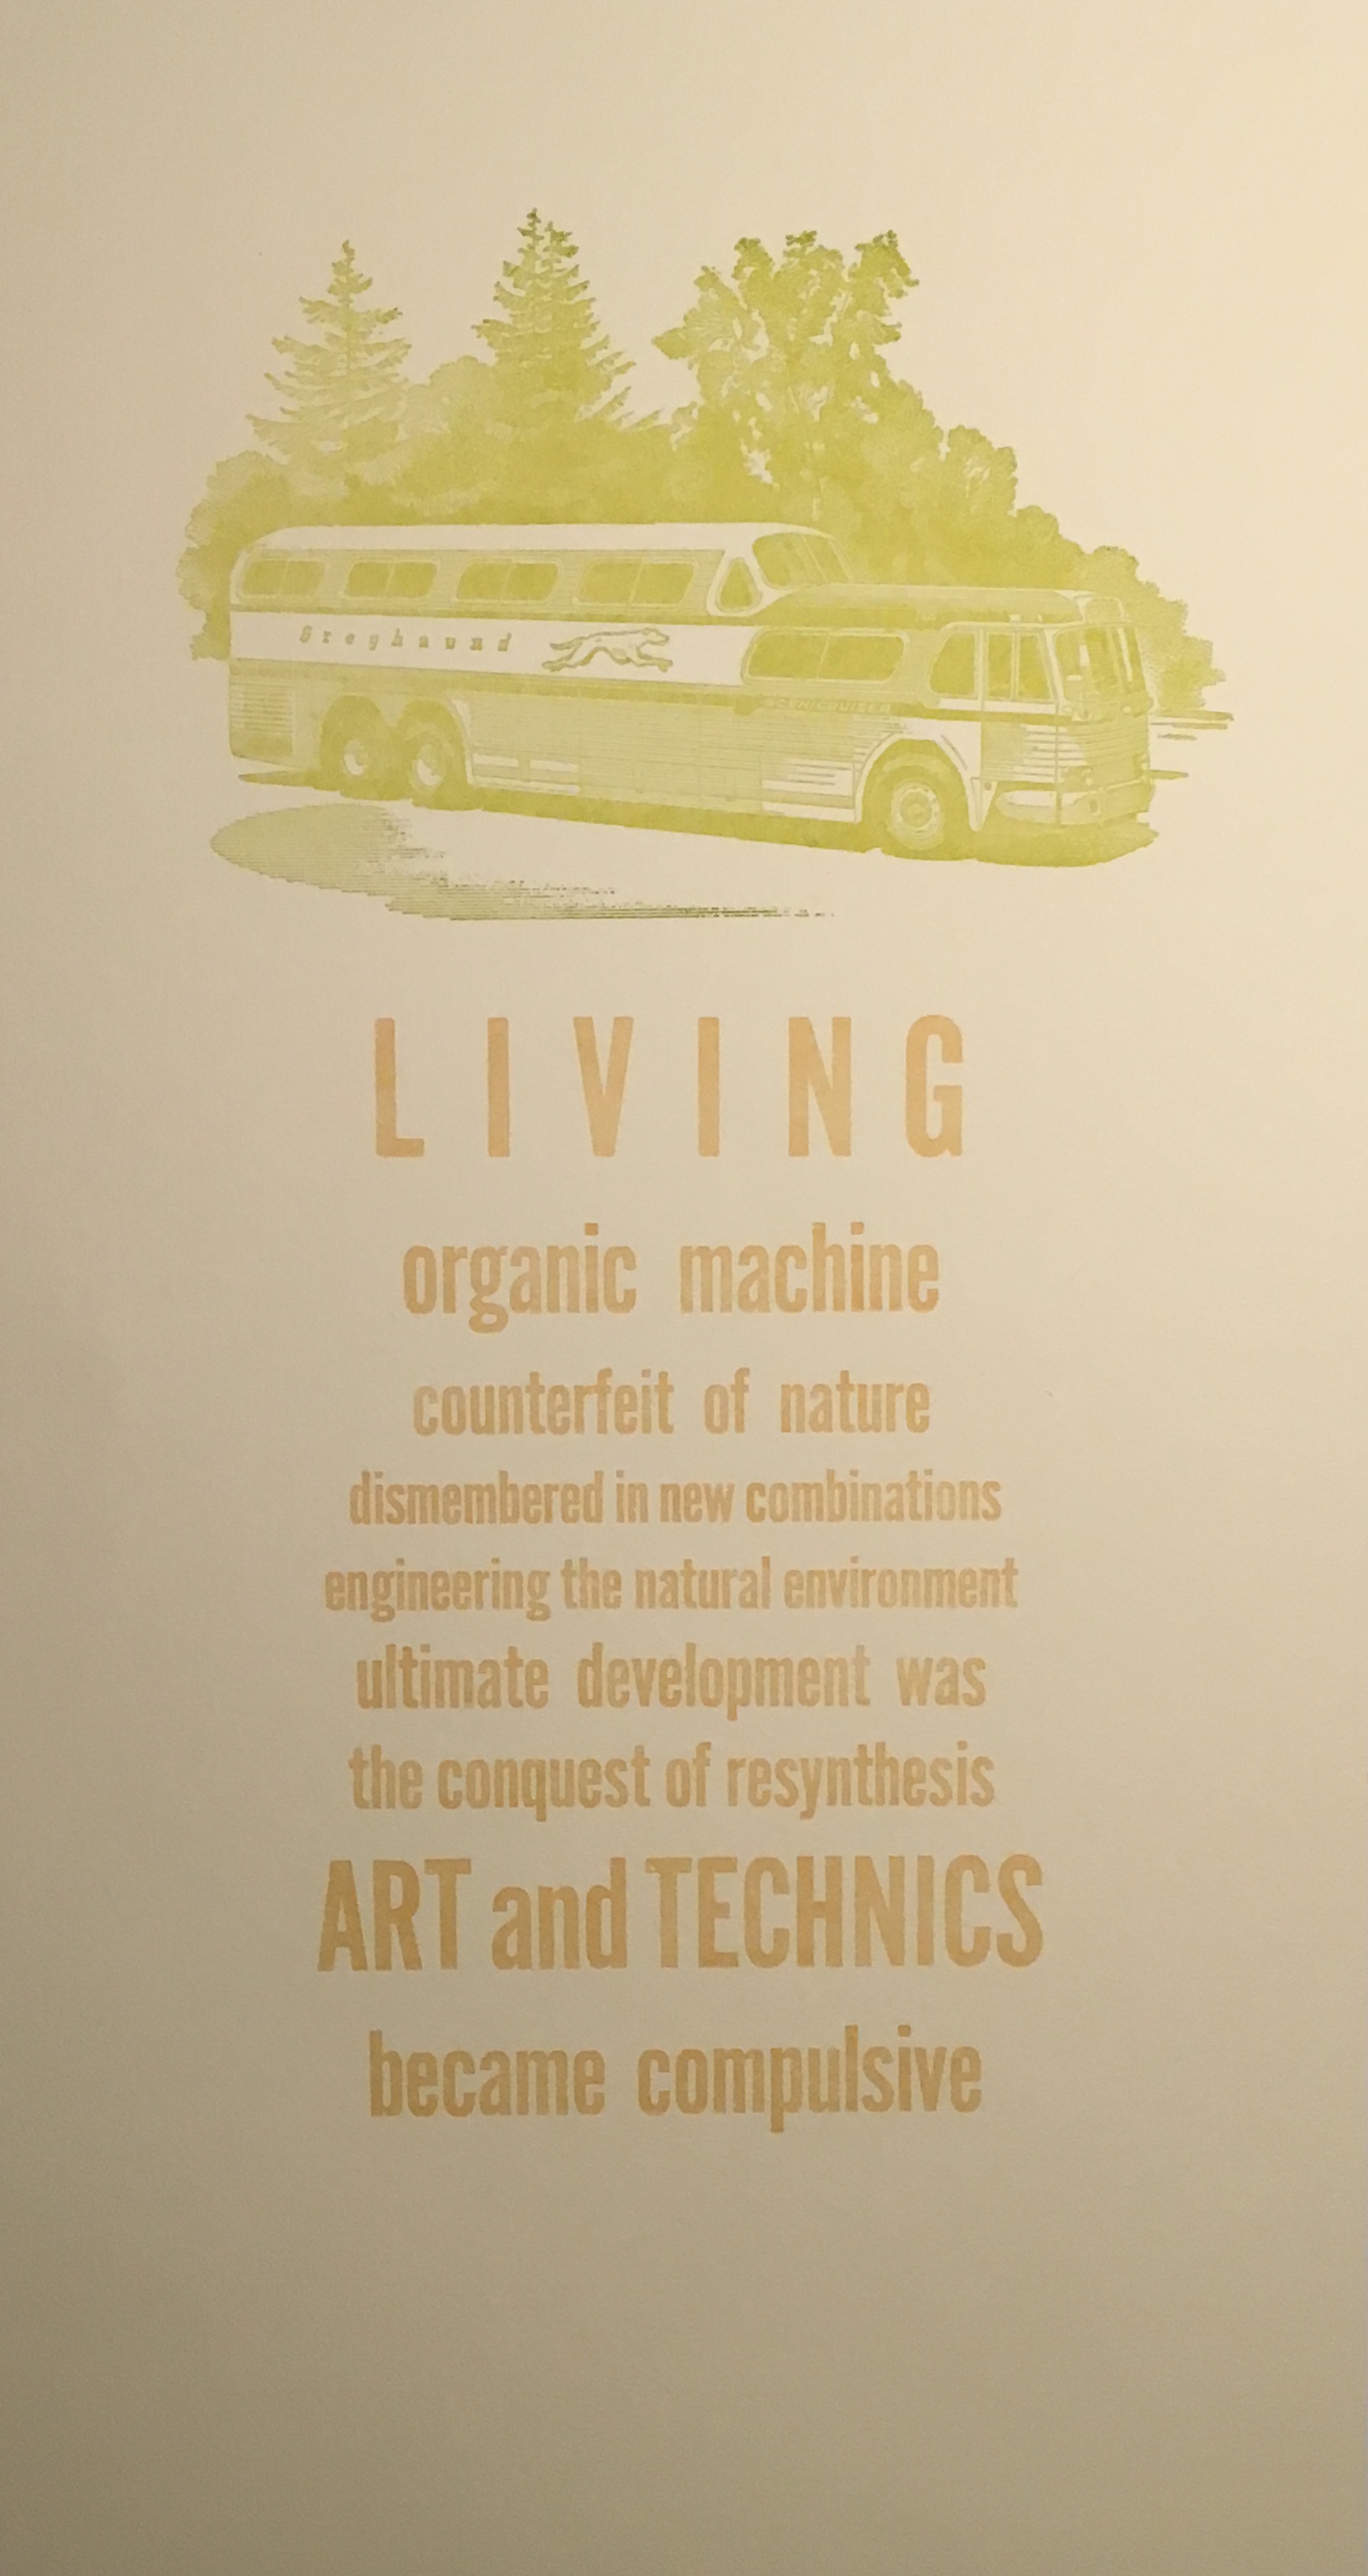 Greyhound
SCENICRUISER
LIVING
organic machine
counterfeit of nature
dismembered in new combinations
engineering the natural environment
ultimate development was
the conquest of resynthesis
ART and TECHNICS
became compulsive